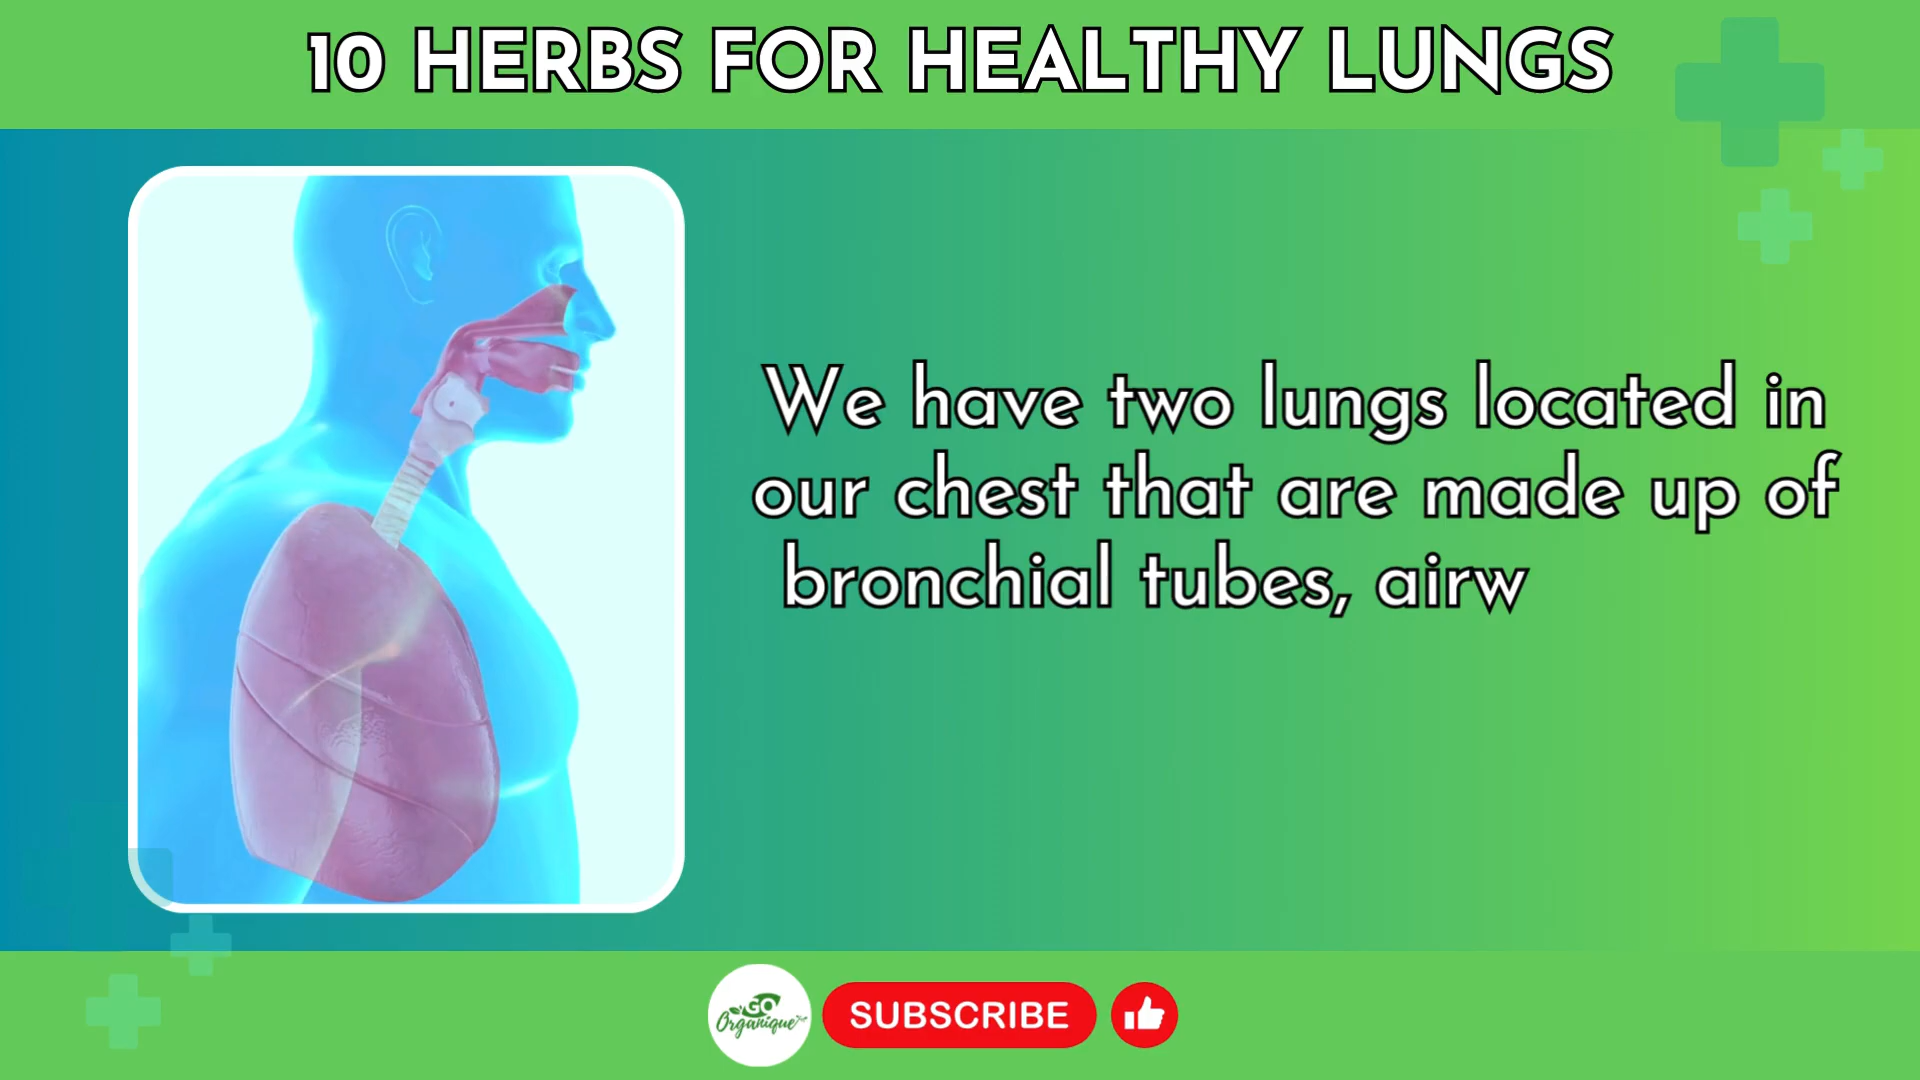 10 HERBS FOR HEALTHY LUNGS
We have two lungs located in
our chest that are made up of
bronchial tubes, airw
GO
Organique
SUBSCRIBE